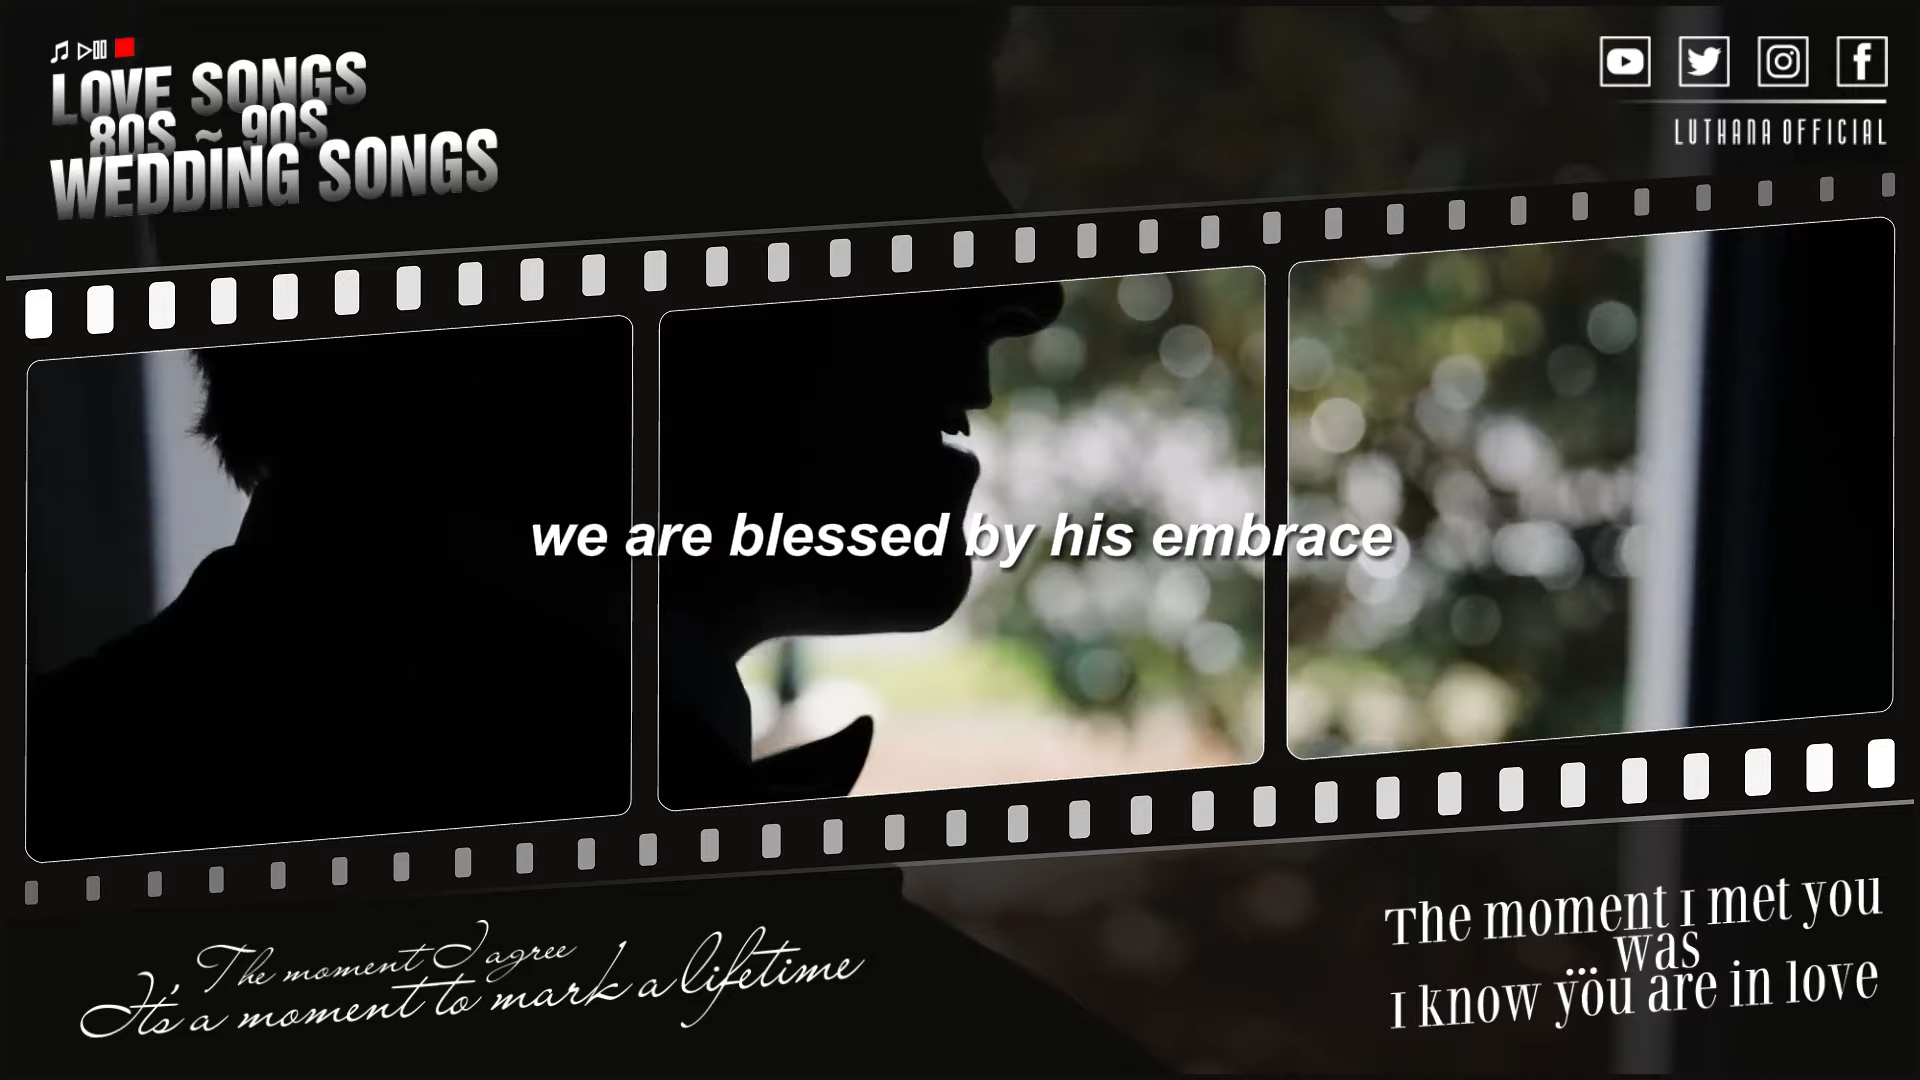 LOVE SONGS
80S ~ 90S
WEDDING SONGS
LUTHANA OFFICIAL
we are blessed by his embrace
The moment I agree
It's a moment to mark a lifetime
The moment I met you
was
I know you are in love